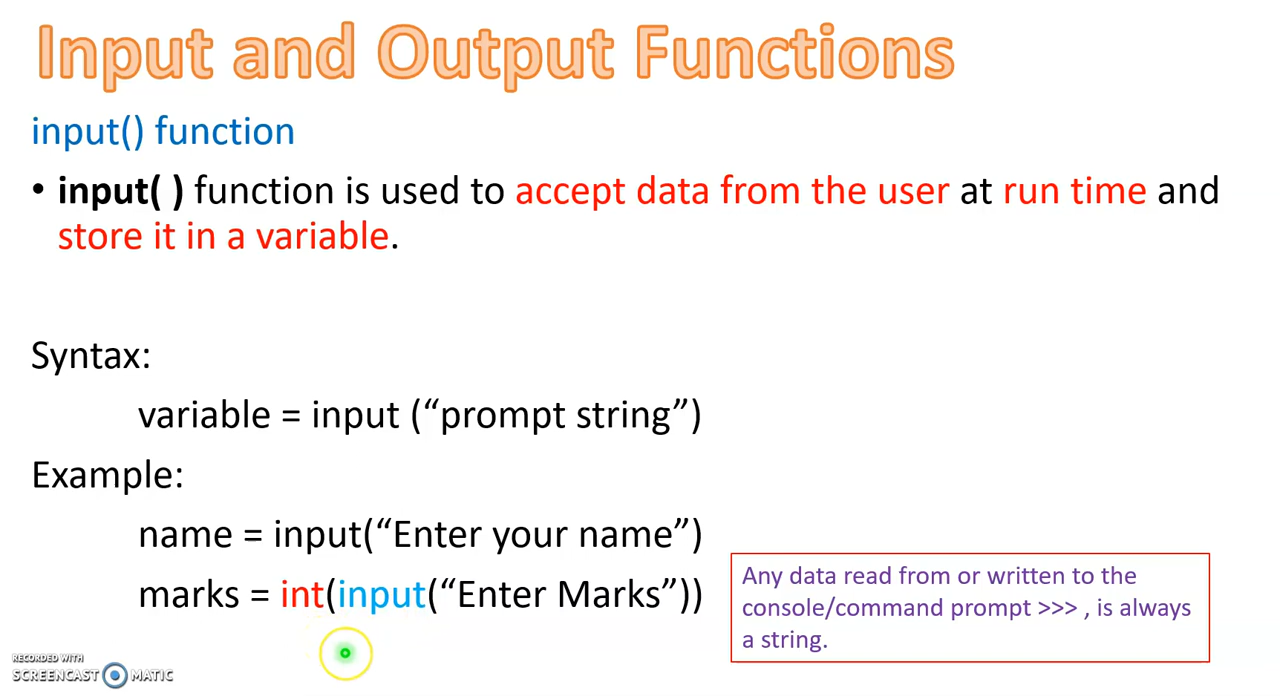 Input and Output Functions
input() function
• input( ) function is used to accept data from the user at run time and
store it in a variable.
Syntax:
variable = input (“prompt string”)
Example:
name = input(“Enter your name”)
marks = int(input(“Enter Marks”))
Any data read from or written to the
console/command prompt >>> , is always
a string.
RECORDED WITH
SCREENCAST MATIC